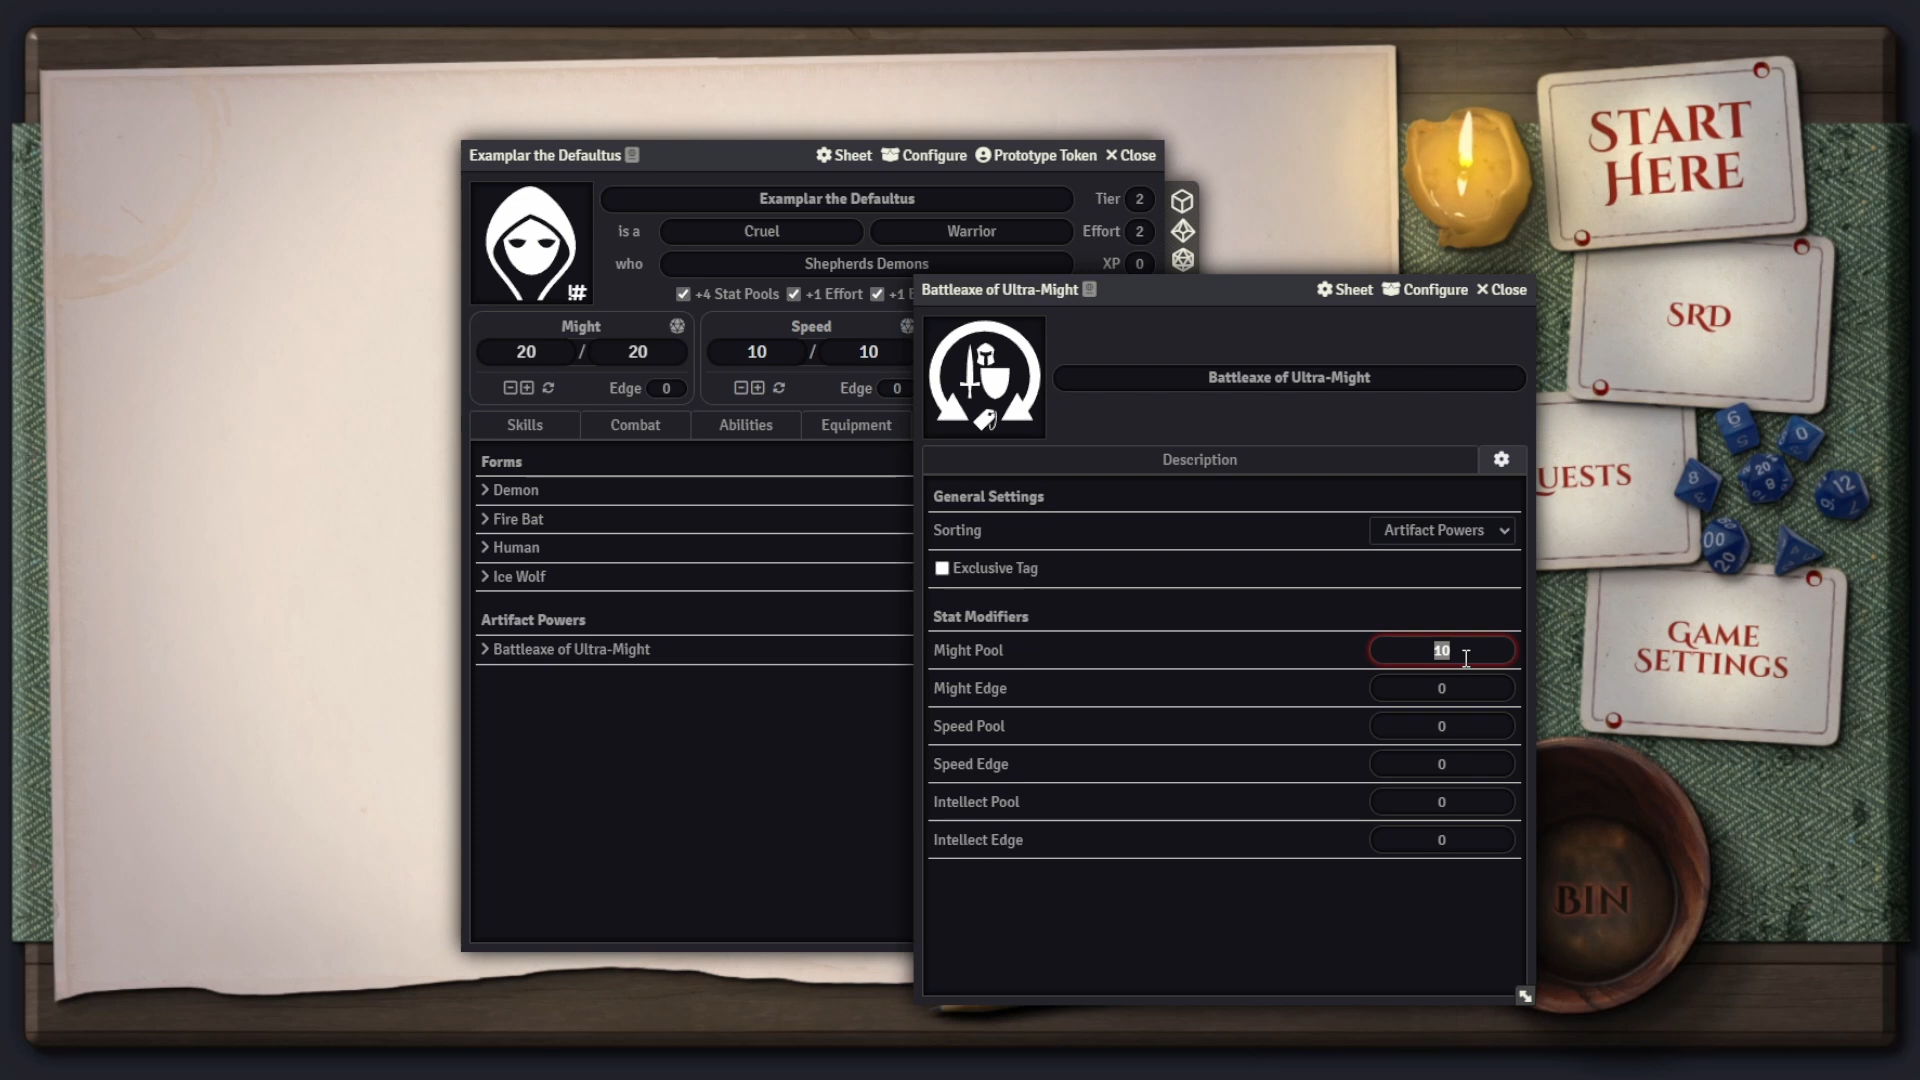 START
HERE
SRD
UESTS
GAME
SETTINGS
BIN
Examplar the Defaultus
Sheet Configure Prototype Token Close
Examplar the Defaultus Tier 2
is a Cruel Warrior Effort 2
who Shepherds Demons XP 0
+4 Stat Pools +1 Effort +1 E
Might Speed
20 / 20 10 / 10
Edge 0 Edge 0
Skills Combat Abilities Equipment
Forms
Demon
Fire Bat
Human
Ice Wolf
Artifact Powers
Battleaxe of Ultra-Might
Battleaxe of Ultra-Might
Sheet Configure Close
Battleaxe of Ultra-Might
Description
General Settings
Sorting Artifact Powers
Exclusive Tag
Stat Modifiers
Might Pool 10
Might Edge 0
Speed Pool 0
Speed Edge 0
Intellect Pool 0
Intellect Edge 0